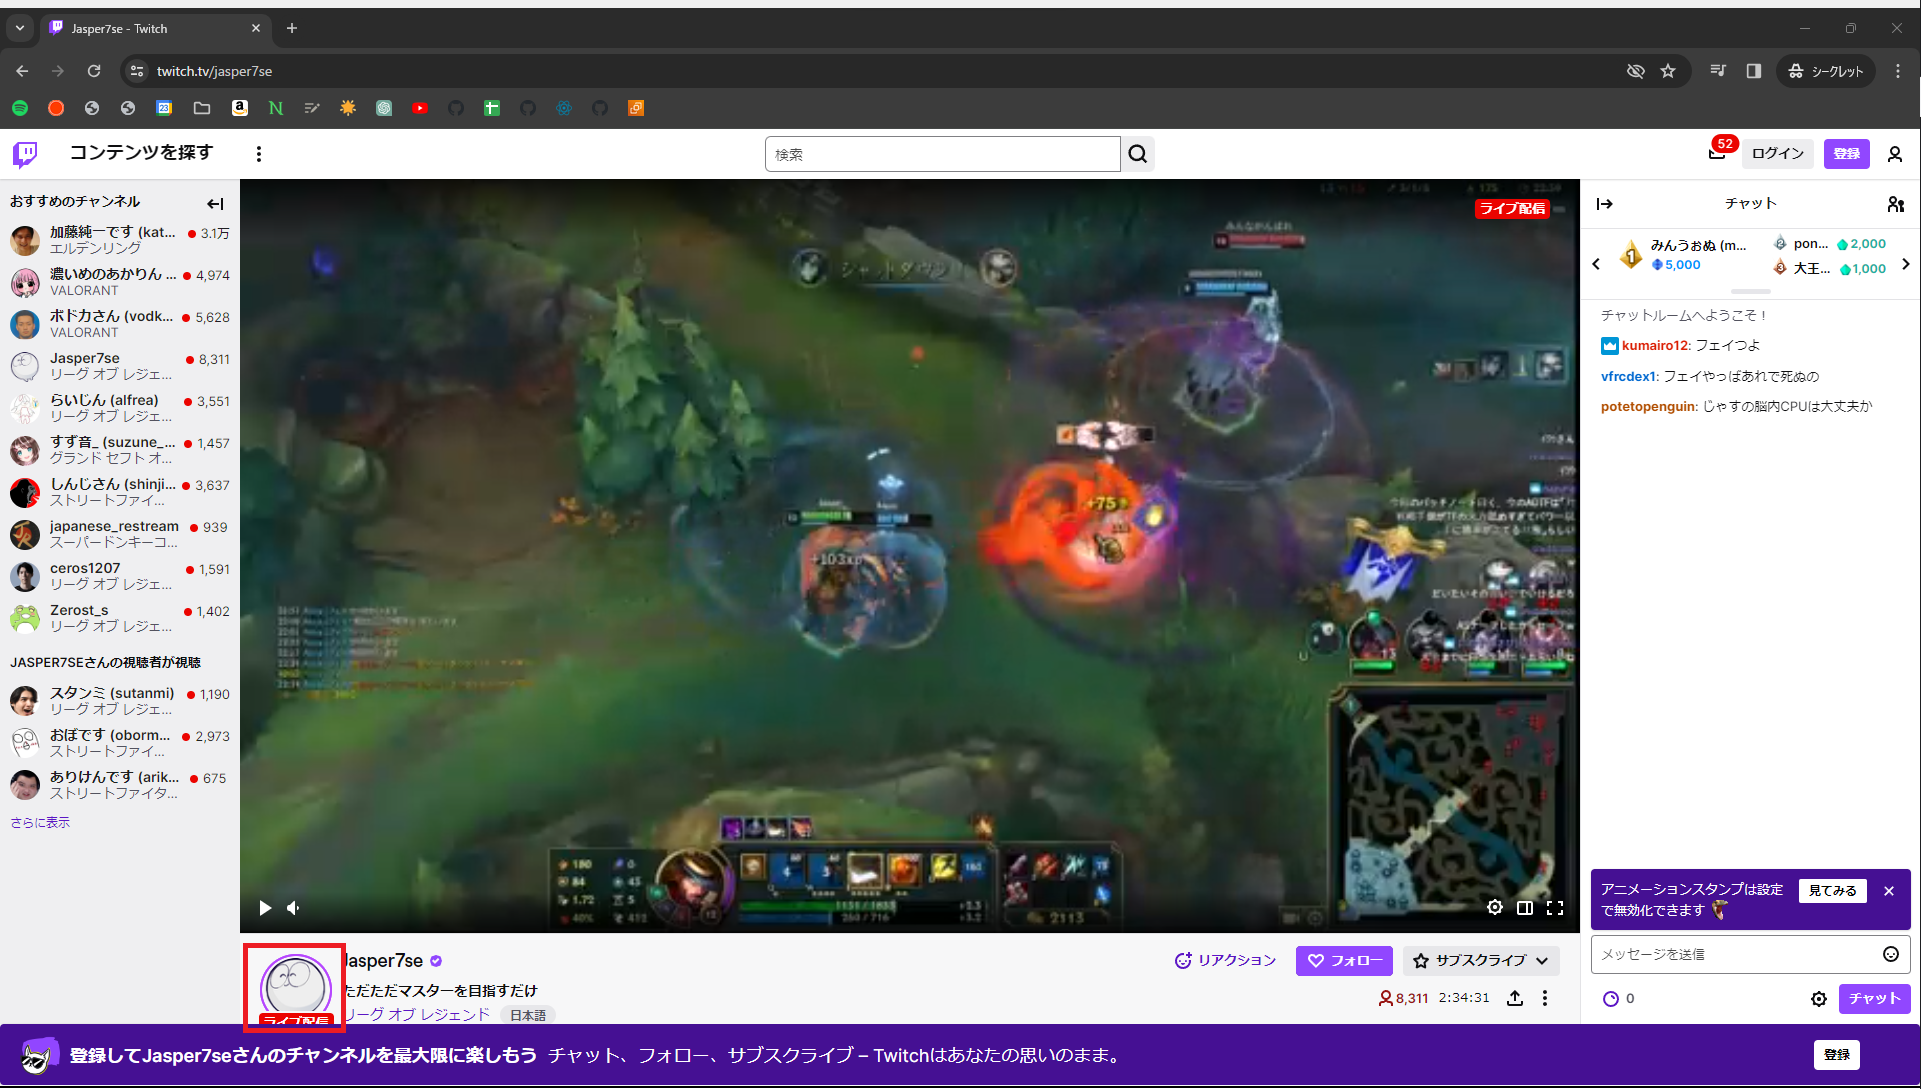 Jasper7se - Twitch
twitch.tv/jasper7se
シークレット
コンテンツを探す
検索
52
ログイン
登録
おすすめのチャンネル
加藤純一です (kat...
3.1万
エルデンリング
濃いめのあかりん ...
4,974
VALORANT
ボドカさん (vodk...
5,628
VALORANT
Jasper7se
8,311
リーグ オブ レジェ...
らいじん (alfrea)
3,551
リーグ オブ レジェ...
すず音_ (suzune_...
1,457
グランド セフト オ...
しんじさん (shinji...
3,637
ストリートファイ...
japanese_restream
939
スーパードンキーコ...
ceros1207
1,591
リーグ オブ レジェ...
Zerost_s
1,402
リーグ オブ レジェ...
JASPER7SEさんの視聴者が視聴
スタンミ (sutanmi)
1,190
リーグ オブ レジェ...
おぼです (oborm...
2,973
ストリートファイ...
ありけんです (arik...
675
ストリートファイタ...
さらに表示
ライブ配信
シャットダウン!
+75
+103xp
2113
チャット
みんうぉぬ (m...
5,000
pon...
2,000
大王...
1,000
チャットルームへようこそ！
kumairo12: フェイつよ
vfrcdex1: フェイやっぱあれで死ぬの
potetopenguin: じゃすの脳内CPUは大丈夫か
アニメーションスタンプは設定
で無効化できます
見てみる
メッセージを送信
0
チャット
ライブ配信
Jasper7se
ただただマスターを目指すだけ
リーグ オブ レジェンド
日本語
リアクション
フォロー
サブスクライブ
8,311
2:34:31
登録してJasper7seさんのチャンネルを最大限に楽しもう チャット、フォロー、サブスクライブ – Twitchはあなたの思いのまま。
登録